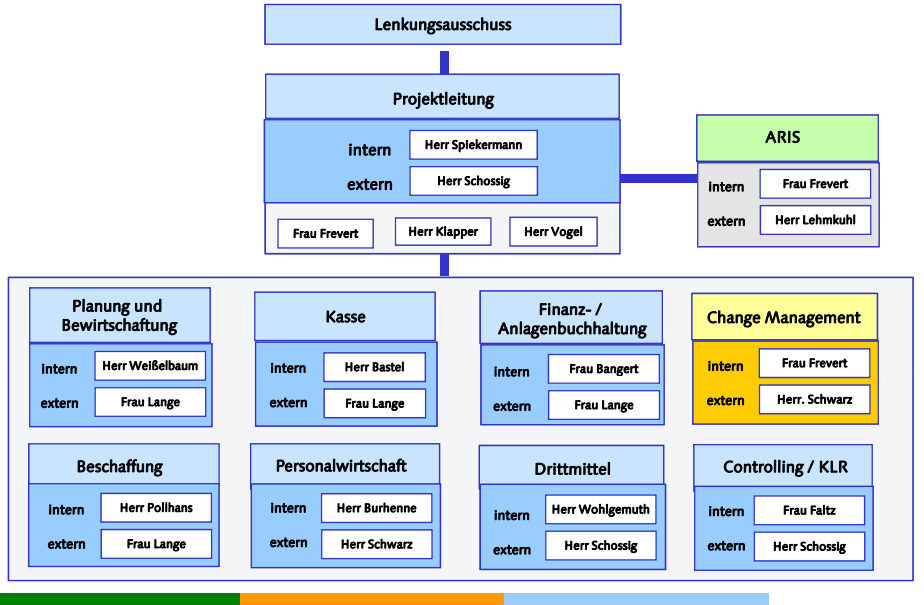 Lenkungsausschuss
Projektleitung
intern Herr Spiekermann
extern Herr Schossig
Frau Frevert Herr Klapper Herr Vogel
ARIS
intern Frau Frevert
extern Herr Lehmkuhl
Planung und
Bewirtschaftung
intern Herr Weißelbaum
extern Frau Lange
Kasse
intern Herr Bastel
extern Frau Lange
Finanz- /
Anlagenbuchhaltung
intern Frau Bangert
extern Frau Lange
Change Management
intern Frau Frevert
extern Herr. Schwarz
Beschaffung
intern Herr Pollhans
extern Frau Lange
Personalwirtschaft
intern Herr Burhenne
extern Herr Schwarz
Drittmittel
intern Herr Wohlgemuth
extern Herr Schossig
Controlling / KLR
intern Frau Faltz
extern Herr Schossig